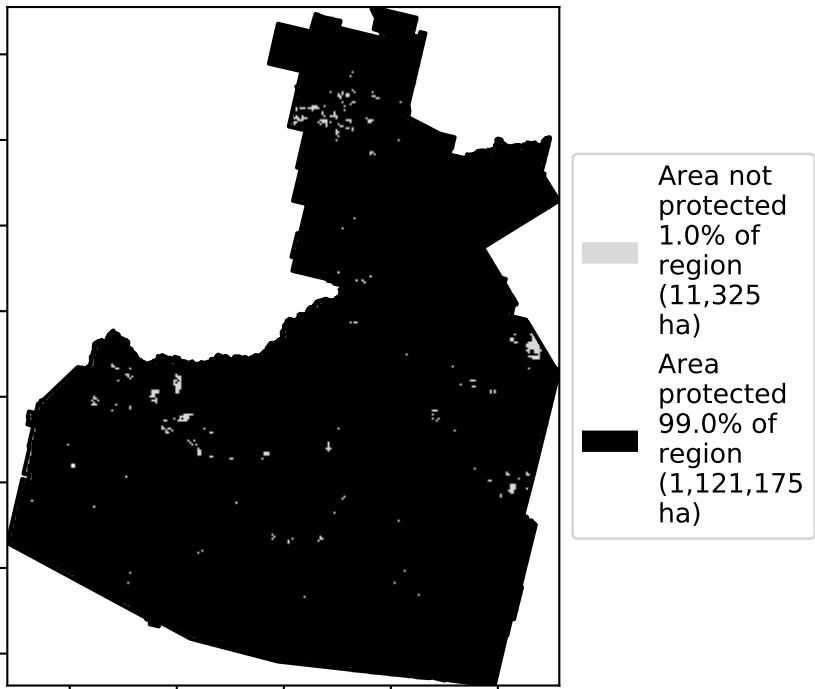 Area not
protected
1.0% of
region
(11,325
ha)
Area
protected
99.0% of
region
(1,121,175
ha)